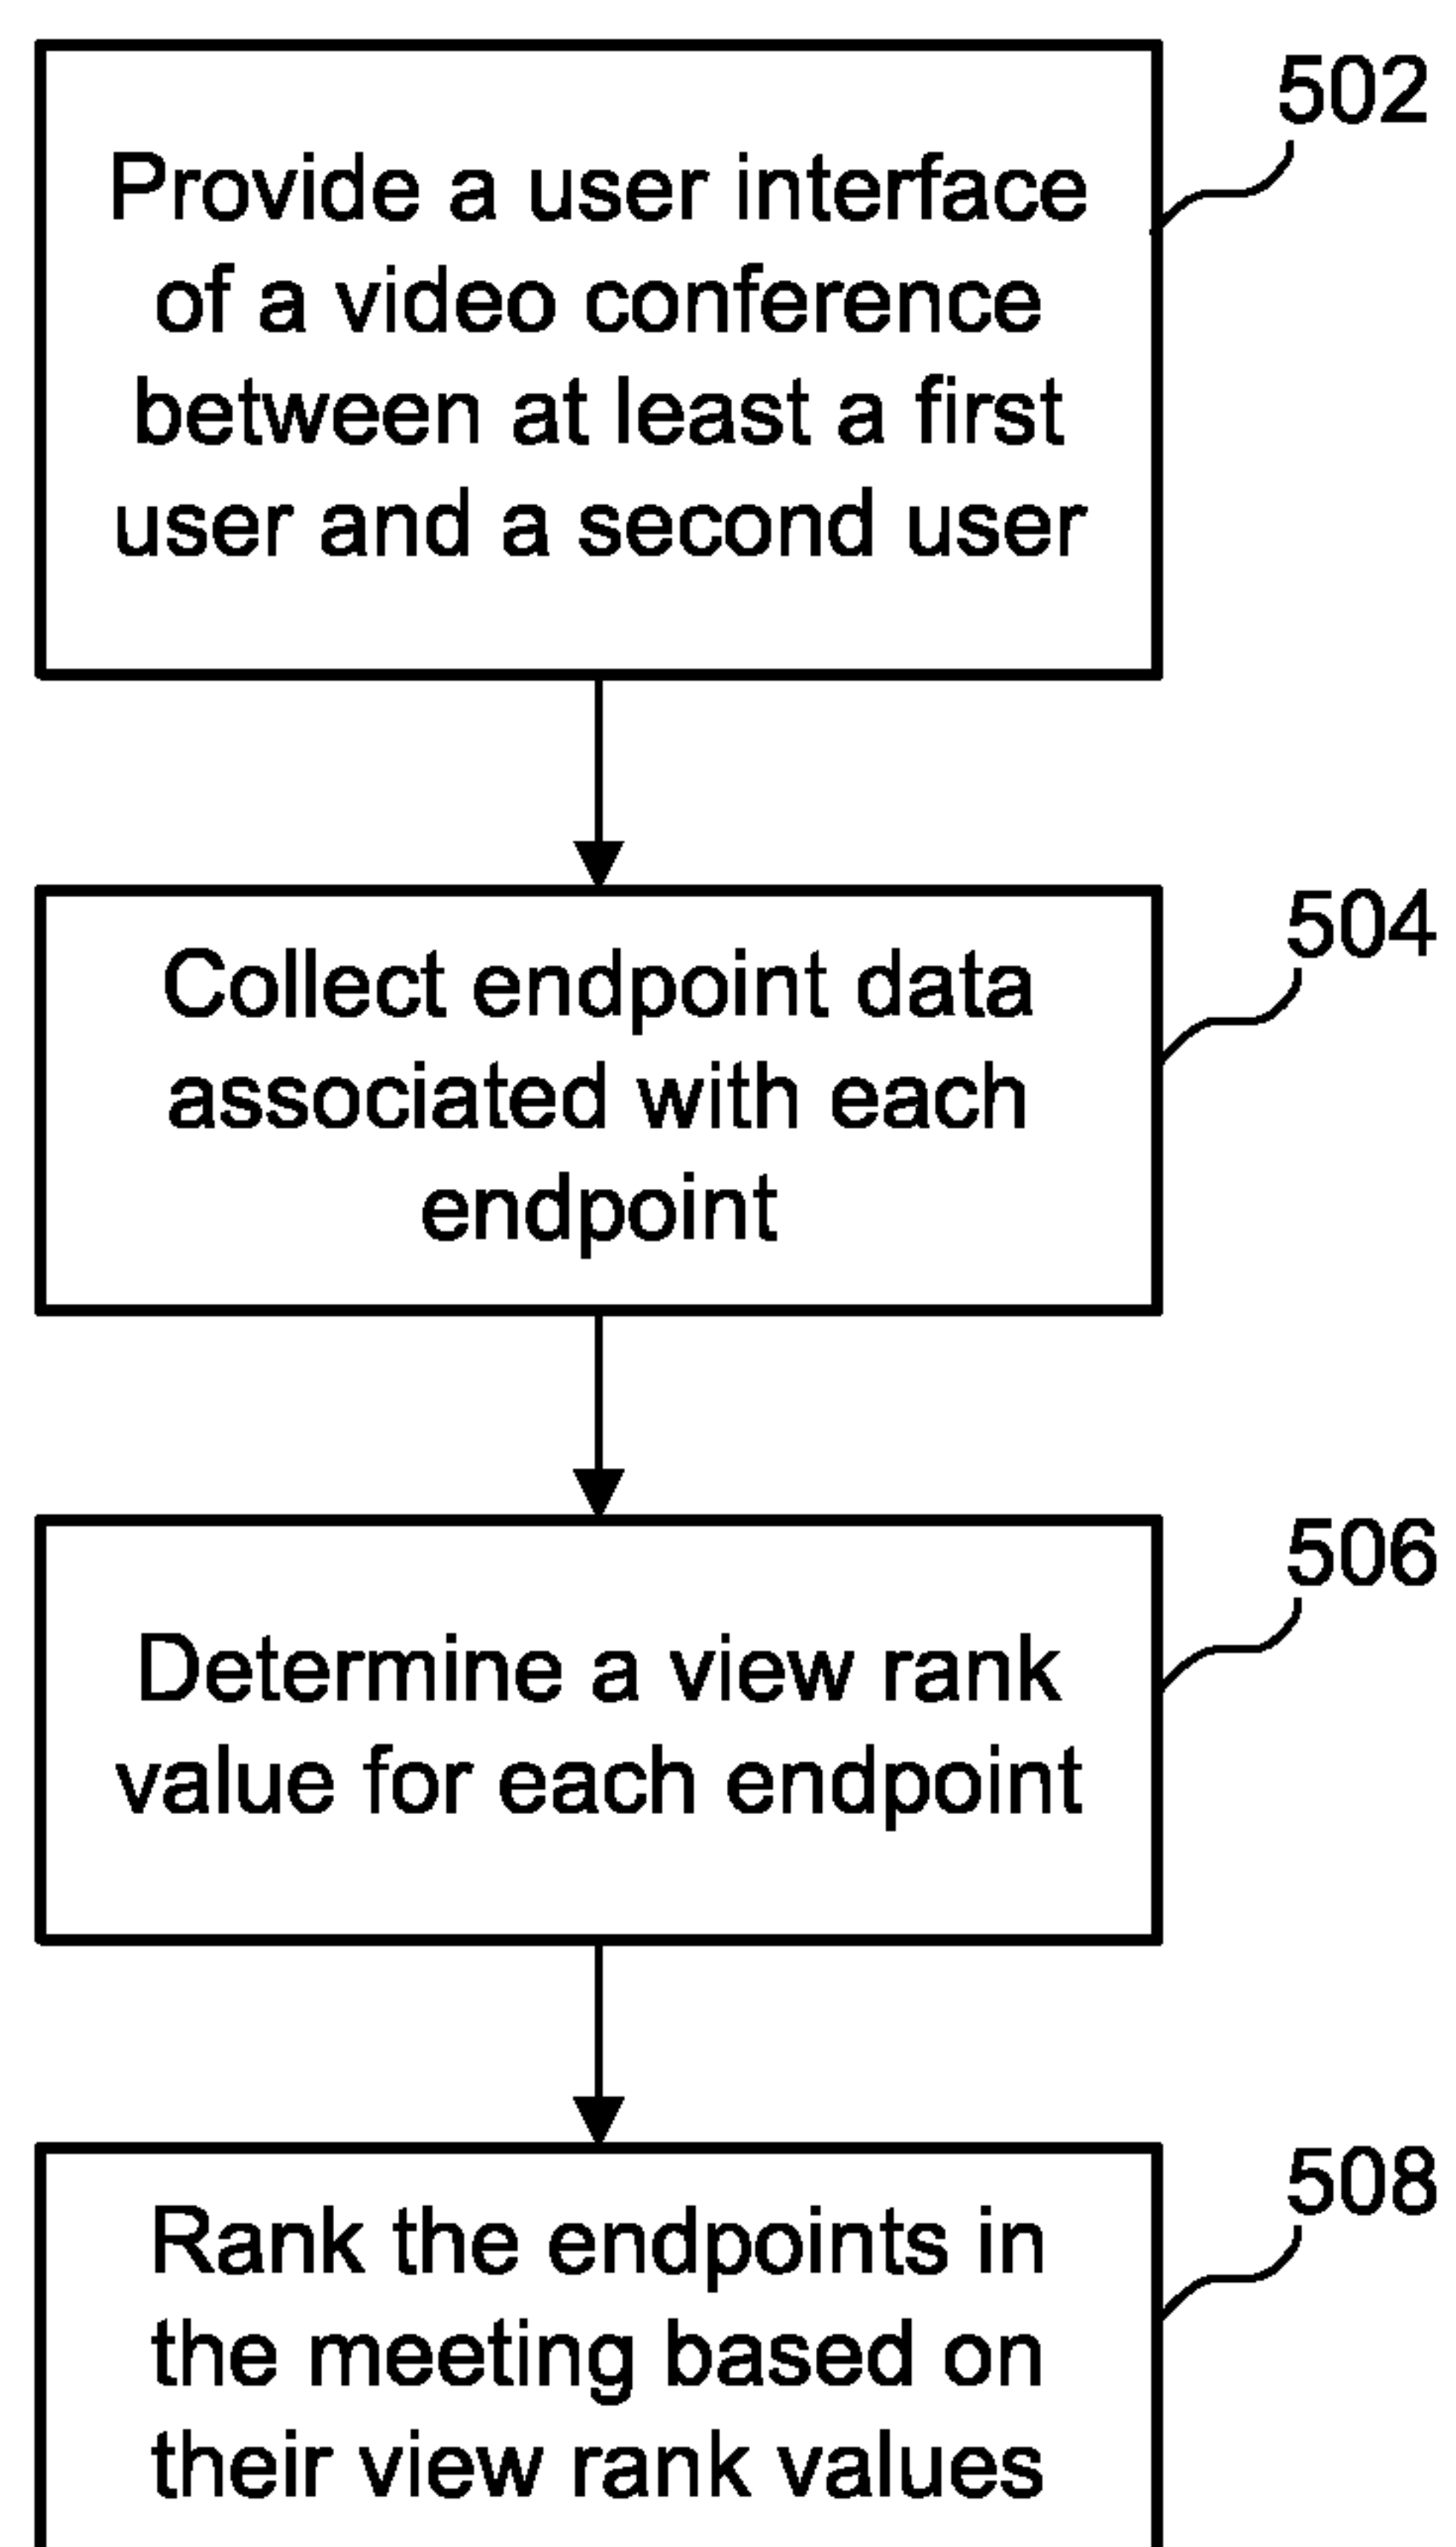 502
Provide a user interface
of a video conference
between at least a first
user and a second user
504
Collect endpoint data
associated with each
endpoint
506
Determine a view rank
value for each endpoint
508
Rank the endpoints in
the meeting based on
their view rank values